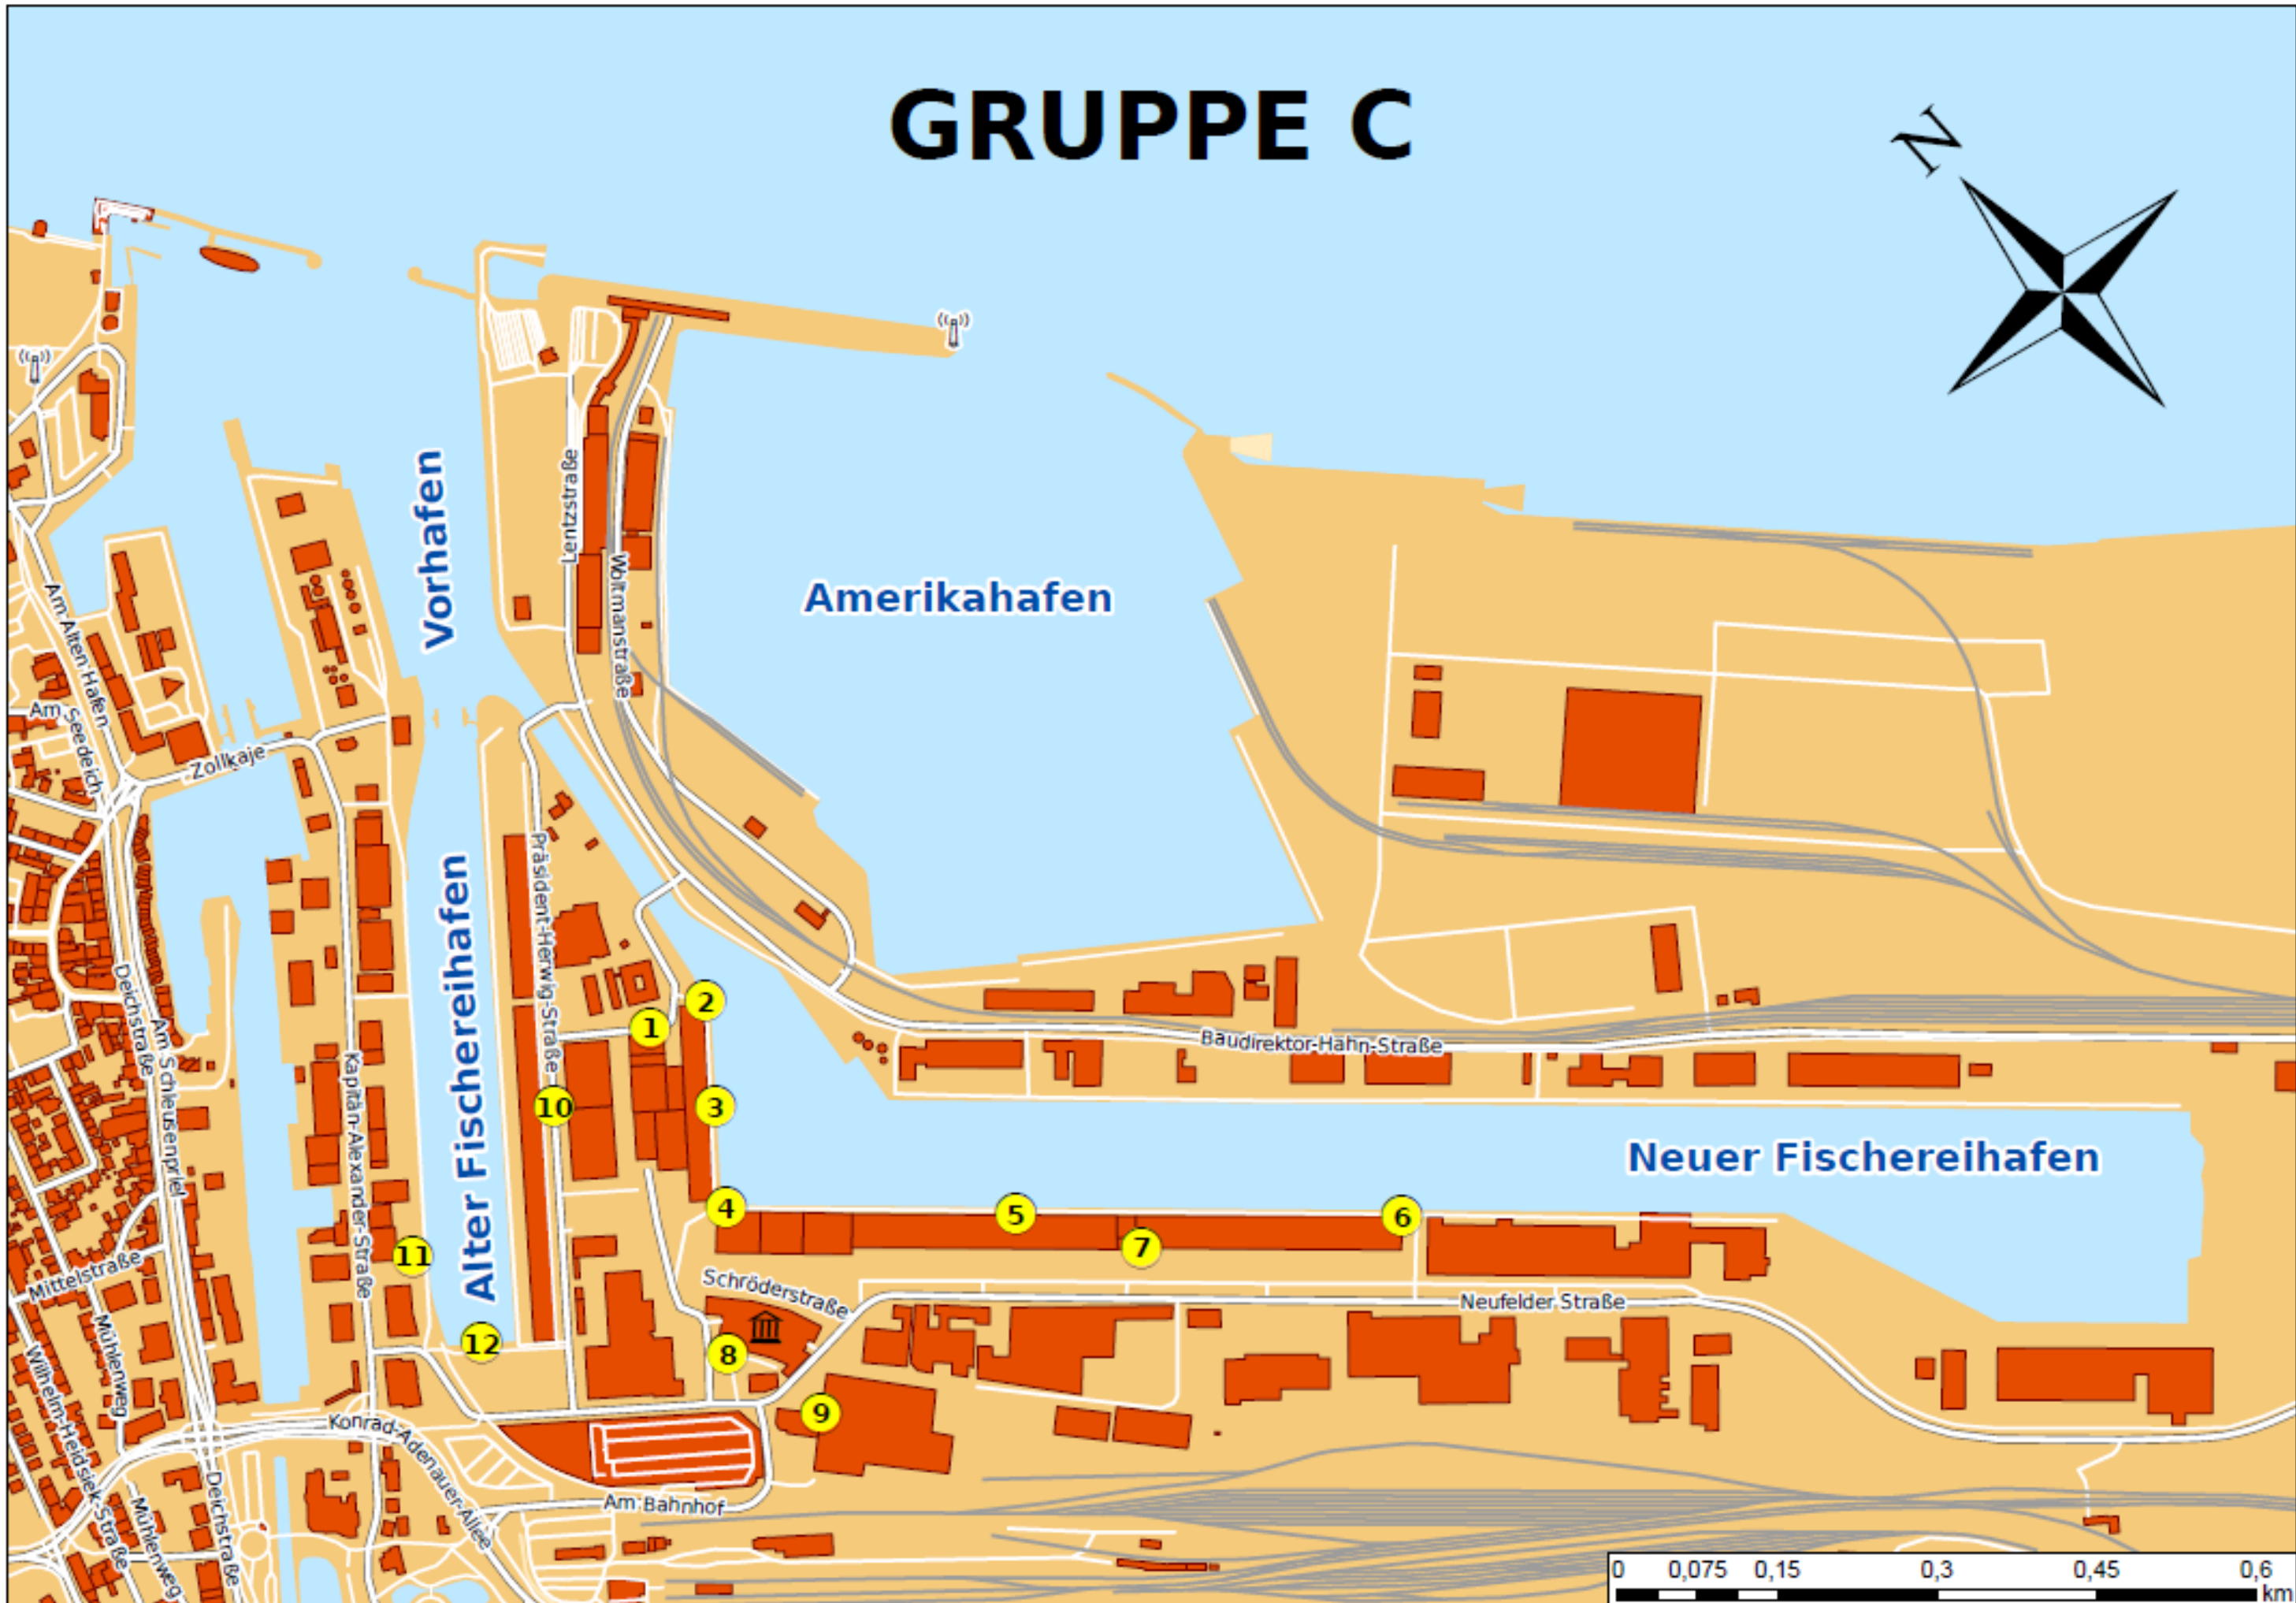 GRUPPE C
N
Vorhafen
Lentzstraße
Woltmanstraße
Amerikahafen
Am Alten Hafen
Am Seedeich
Zollkaje
Präsident-Herwig-Straße
Alter Fischereihafen
Deichstraße
Am Schleusenpriel
Kapitän-Alexander-Straße
Baudirektor-Hahn-Straße
Neuer Fischereihafen
1
2
3
4
5
6
7
8
9
10
11
12
Mittelstraße
Mühlenweg
Wilhelm-Heidsiek-Straße
Schröderstraße
Neufelder Straße
Konrad-Adenauer-Allee
Am Bahnhof
Deichstraße
Mühlenweg
0 0,075 0,15 0,3 0,45 0,6
km